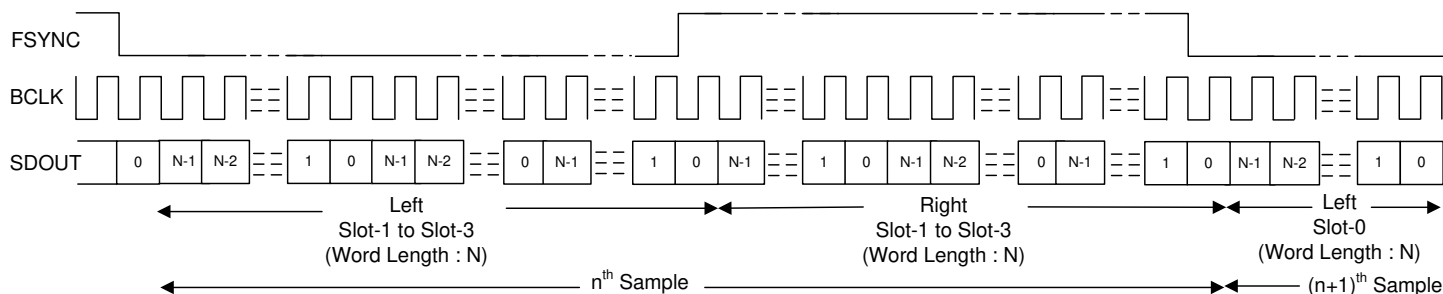 FSYNC
BCLK
SDOUT
0 N-1 N-2 1 0 N-1 N-2 0 N-1 1 0 N-1 1 0 N-1 N-2 0 N-1 1 0 N-1 N-2 1 0
Left Right Left
Slot-1 to Slot-3 Slot-1 to Slot-3 Slot-0
(Word Length : N) (Word Length : N) (Word Length : N)
nth Sample (n+1)th Sample